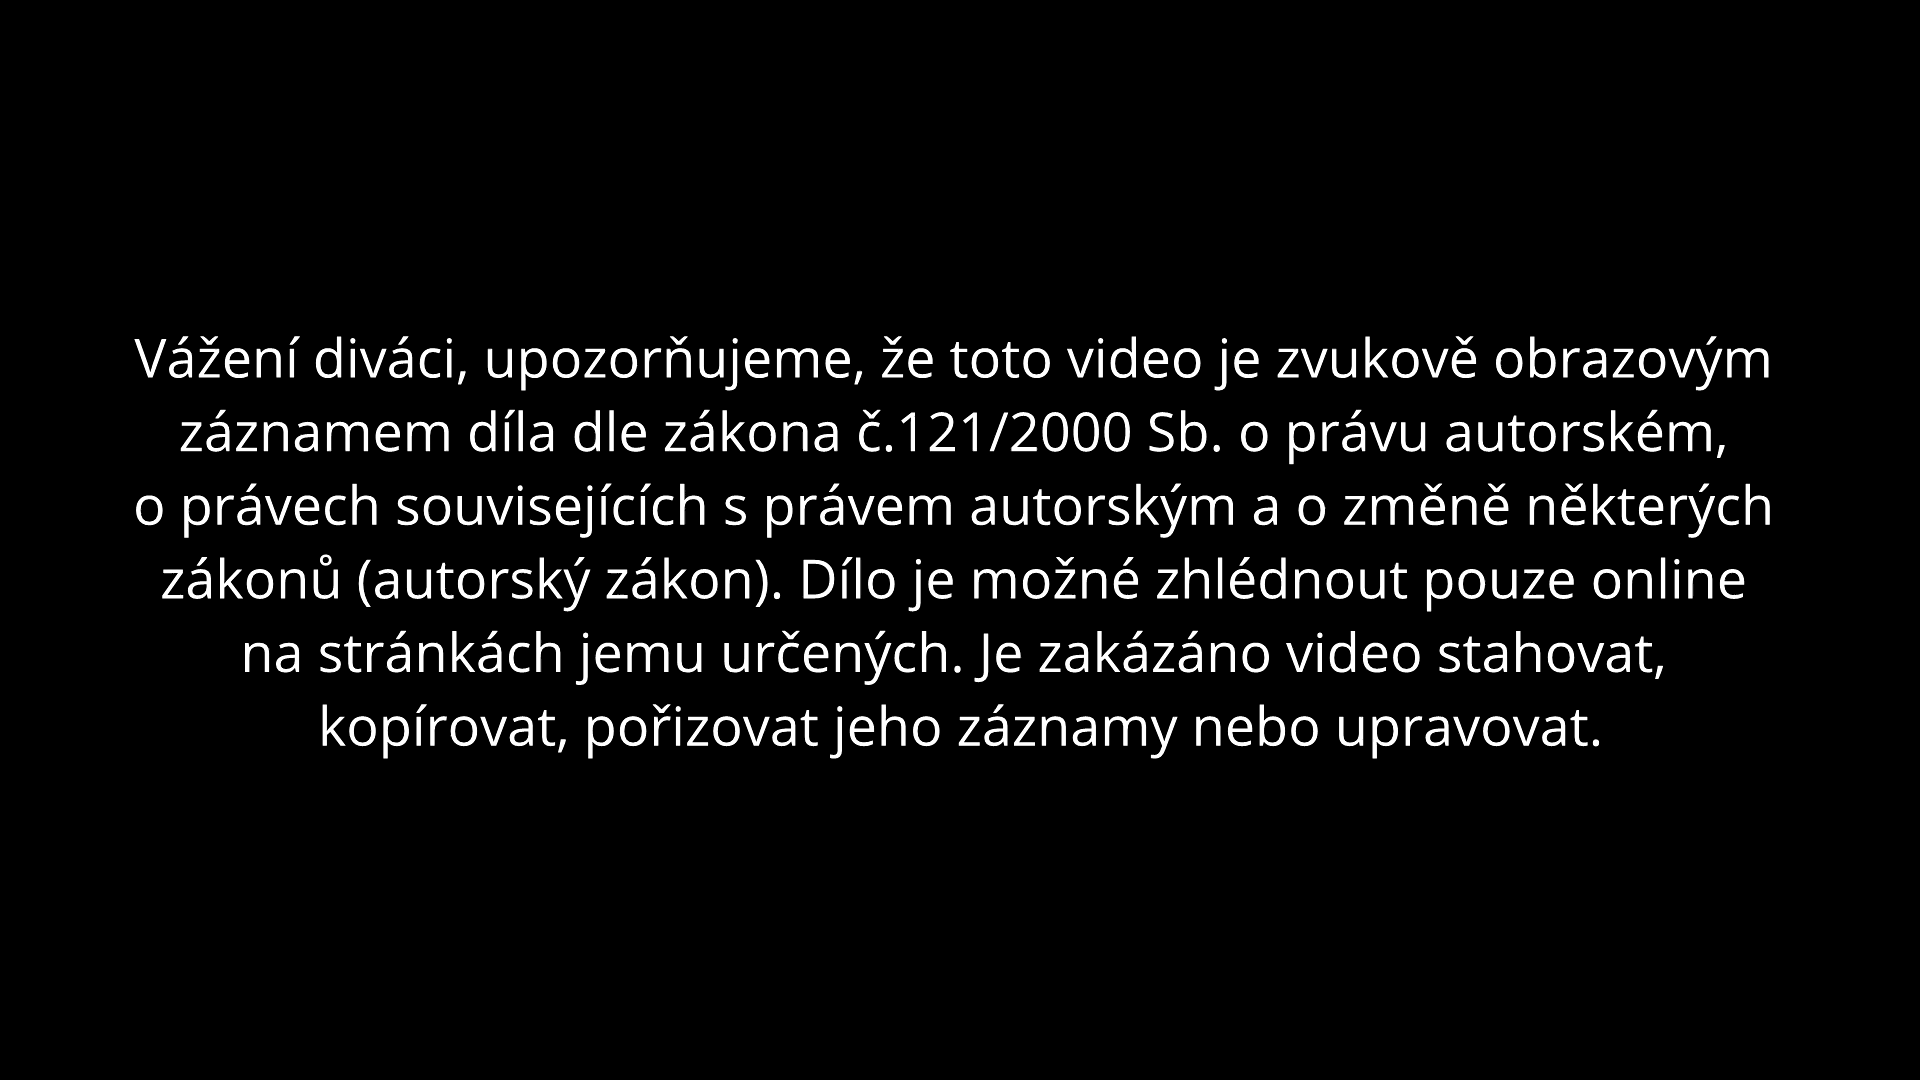 Vážení diváci, upozorňujeme, že toto video je zvukově obrazovým
záznamem díla dle zákona č.121/2000 Sb. o právu autorském,
o právech souvisejících s právem autorským a o změně některých
zákonů (autorský zákon). Dílo je možné zhlédnout pouze online
na stránkách jemu určených. Je zakázáno video stahovat,
kopírovat, pořizovat jeho záznamy nebo upravovat.